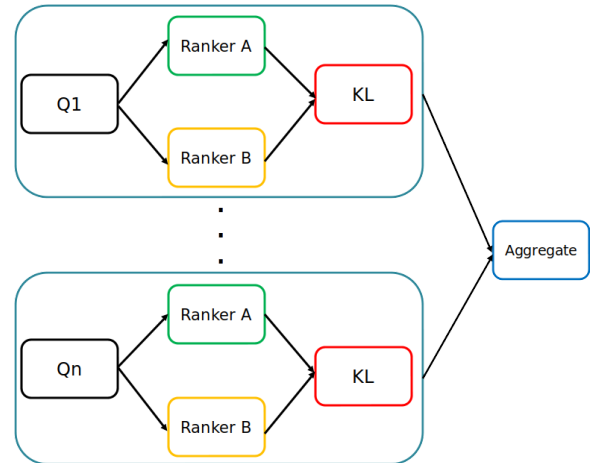 Ranker A
Q1
KL
Ranker B
Aggregate
Ranker A
Qn
KL
Ranker B